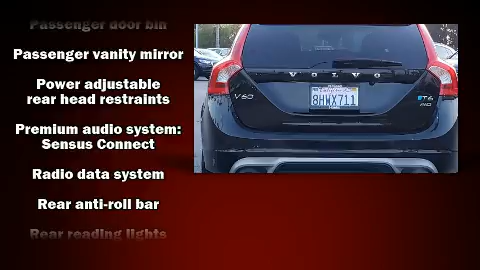 Passenger door bin
Passenger vanity mirror
Power adjustable
rear head restraints
Premium audio system:
Sensus Connect
Radio data system
Rear anti-roll bar
Rear reading lights
VOLVO
V60
8HWX711
T6
AWD